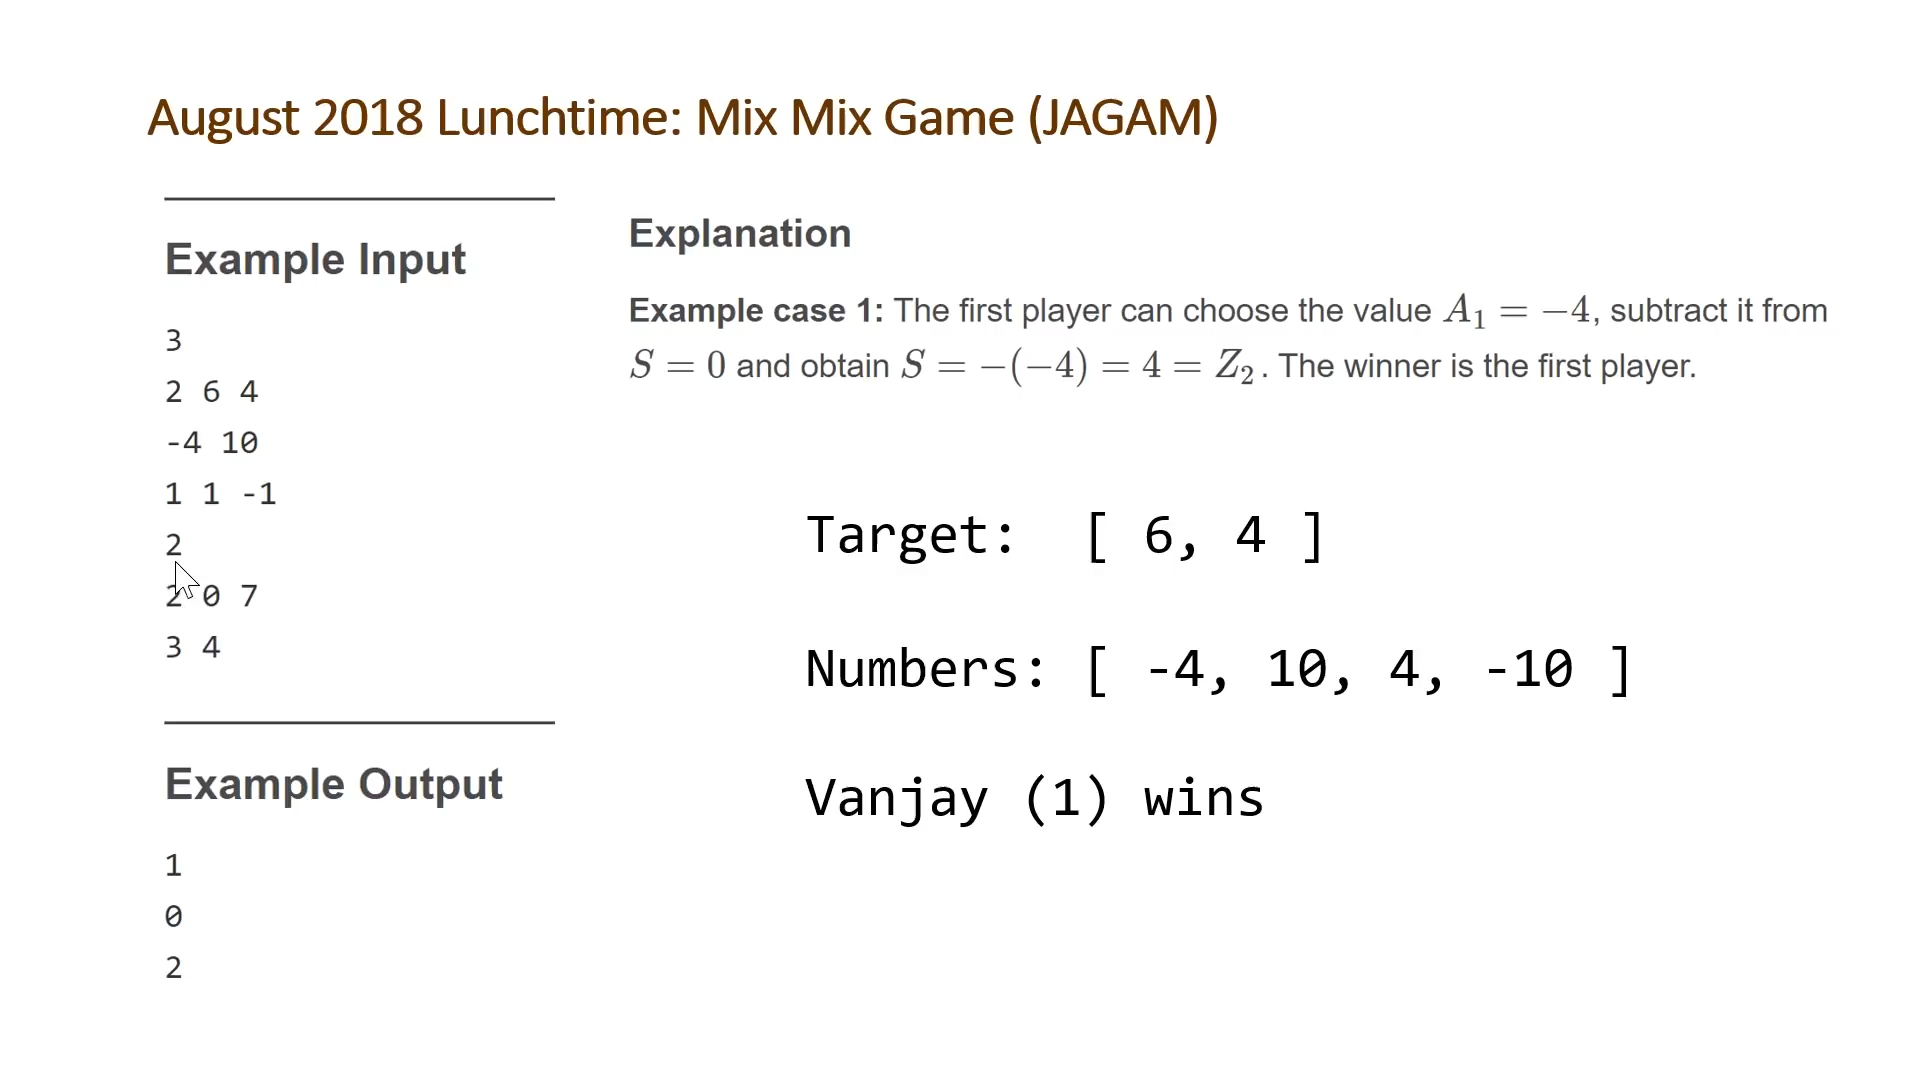 August 2018 Lunchtime: Mix Mix Game (JAGAM)
Example Input
3
2 6 4
-4 10
1 1 -1
2
2 0 7
3 4
Example Output
1
0
2
Explanation
Example case 1: The first player can choose the value A₁ = −4, subtract it from
S = 0 and obtain S = −(−4) = 4 = Z₂. The winner is the first player.
Target: [ 6, 4 ]
Numbers: [ -4, 10, 4, -10 ]
Vanjay (1) wins